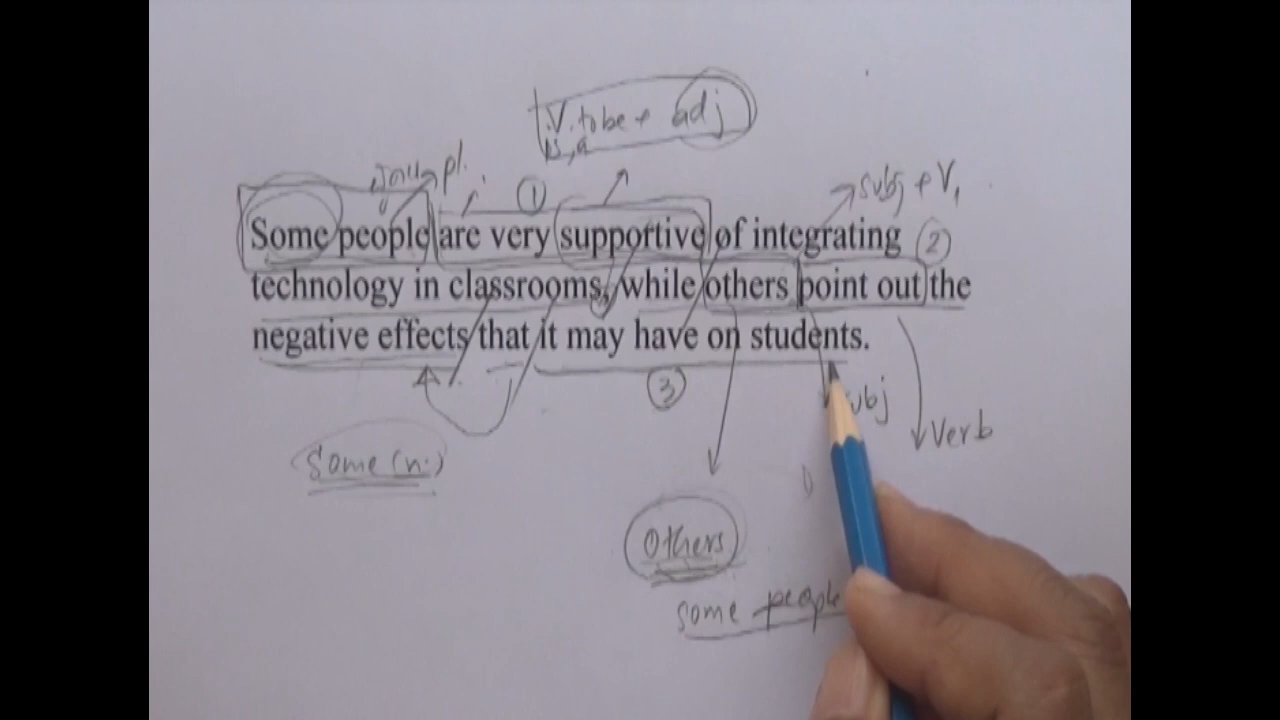 V. to be + adj
is, a
pl.
① subj + V₁
Some people are very supportive of integrating
②
technology in classrooms, while others point out the
negative effects that it may have on students.
③ subj
Verb
Some (n.)
Others
some people